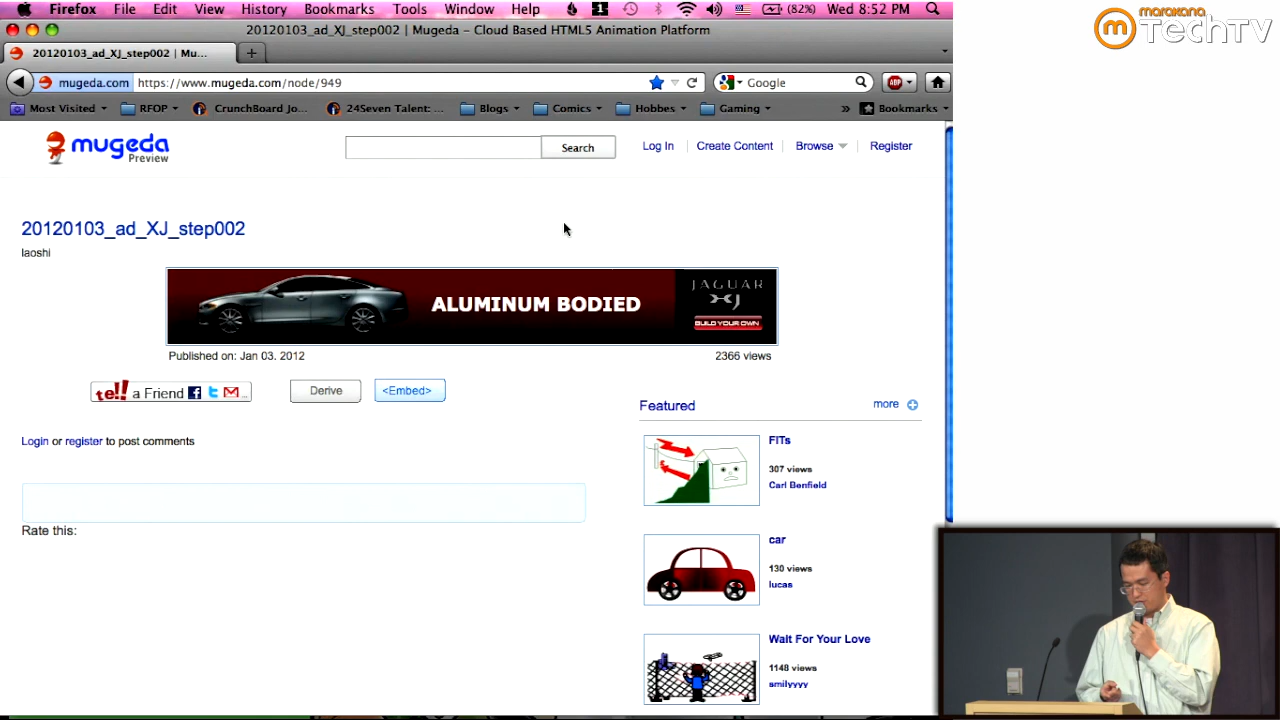 Firefox File Edit View History Bookmarks Tools Window Help 1 (82%) Wed 8:52 PM
20120103_ad_XJ_step002 | Mugeda – Cloud Based HTML5 Animation Platform
20120103_ad_XJ_step002 | Mu...
mugeda.com https://www.mugeda.com/node/949 Google ABP
Most Visited RFOP CrunchBoard Jo... 24Seven Talent: ... Blogs Comics Hobbes Gaming » Bookmarks
marakana
TechTV
mugeda
Preview
Search
Log In Create Content Browse Register
20120103_ad_XJ_step002
laoshi
ALUMINUM BODIED
JAGUAR
XJ
BUILD YOUR OWN
Published on: Jan 03. 2012 2366 views
tell a Friend ...
Derive
<Embed>
Featured more
Login or register to post comments
Rate this:
FITs
307 views
Carl Benfield
car
130 views
lucas
Wait For Your Love
1148 views
smilyyyy